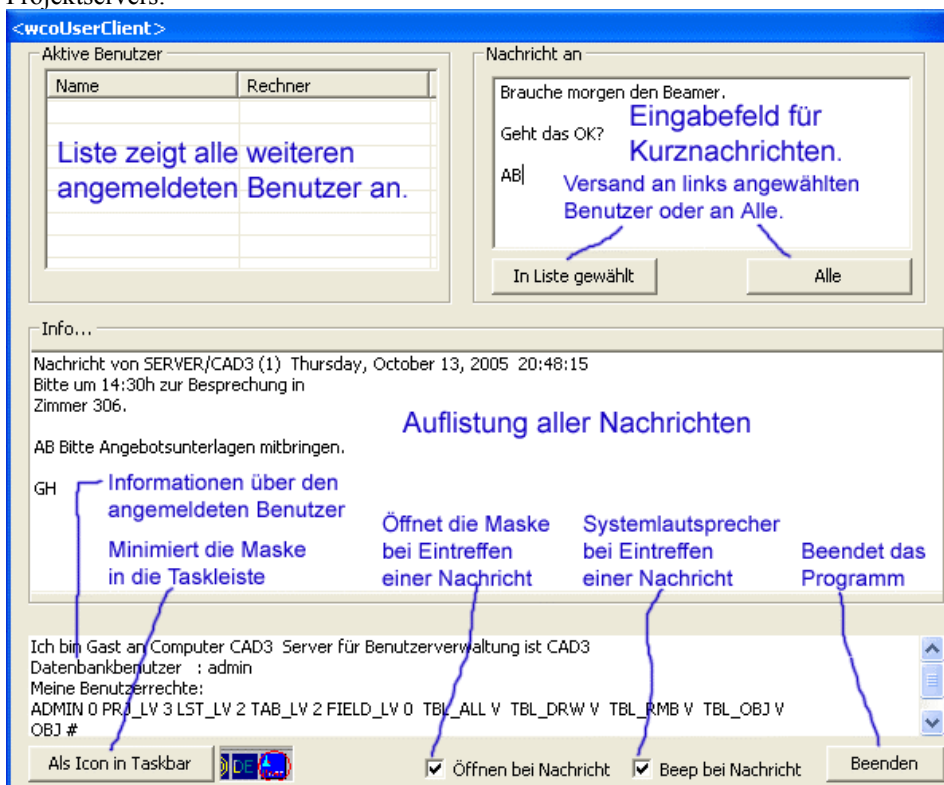 Projektservers.
<wcoUserClient>
Aktive Benutzer
Name Rechner
Liste zeigt alle weiteren
angemeldeten Benutzer an.
Nachricht an
Brauche morgen den Beamer.
Geht das OK?
AB
Eingabefeld für
Kurznachrichten.
Versand an links angewählten
Benutzer oder an Alle.
In Liste gewählt
Alle
Info...
Nachricht von SERVER/CAD3 (1) Thursday, October 13, 2005 20:48:15
Bitte um 14:30h zur Besprechung in
Zimmer 306.
AB Bitte Angebotsunterlagen mitbringen.
GH
Auflistung aller Nachrichten
Informationen über den
angemeldeten Benutzer
Minimiert die Maske
in die Taskleiste
Öffnet die Maske
bei Eintreffen
einer Nachricht
Systemlautsprecher
bei Eintreffen
einer Nachricht
Beendet das
Programm
Ich bin Gast an Computer CAD3 Server für Benutzerverwaltung ist CAD3
Datenbankbenutzer : admin
Meine Benutzerrechte:
ADMIN 0 PRJ_LV 3 LST_LV 2 TAB_LV 2 FIELD_LV 0 TBL_ALL V TBL_DRW V TBL_RMB V TBL_OBJ V
OBJ #
Als Icon in Taskbar
DE
Öffnen bei Nachricht
Beep bei Nachricht
Beenden